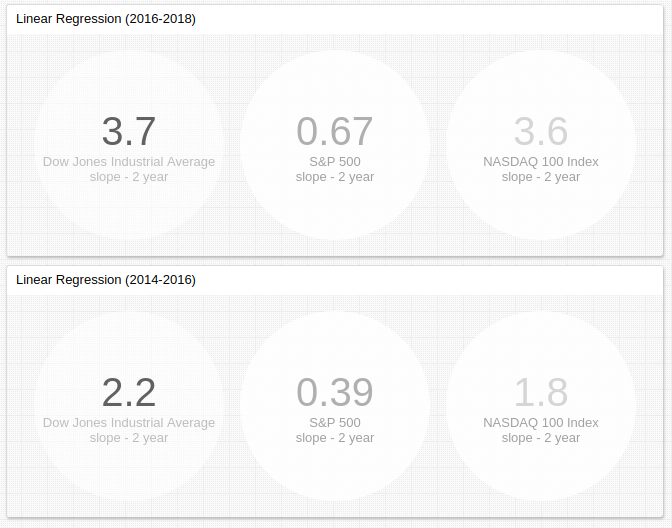 Linear Regression (2016-2018)
3.7
Dow Jones Industrial Average
slope - 2 year
0.67
S&P 500
slope - 2 year
3.6
NASDAQ 100 Index
slope - 2 year
Linear Regression (2014-2016)
2.2
Dow Jones Industrial Average
slope - 2 year
0.39
S&P 500
slope - 2 year
1.8
NASDAQ 100 Index
slope - 2 year